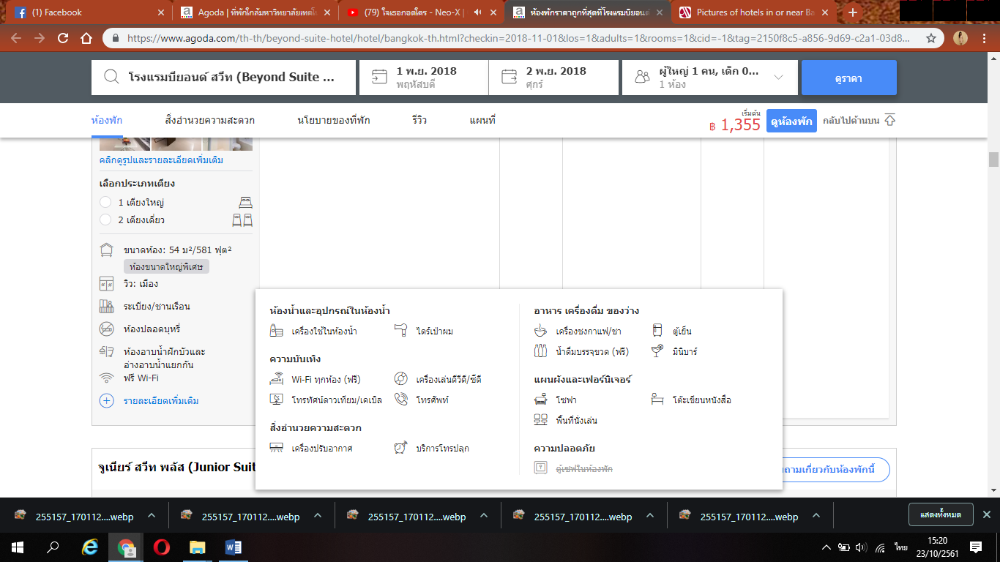 (1) Facebook
Agoda | ที่พักใกล้มหาวิทยาลัยเทคโ
(79) ใจเธอกอดใคร - Neo-X |
ห้องพักราคาถูกที่สุดที่โรงแรมบียอนด์
Pictures of hotels in or near Ba
https://www.agoda.com/th-th/beyond-suite-hotel/hotel/bangkok-th.html?checkin=2018-11-01&los=1&adults=1&rooms=1&cid=-1&tag=2150f8c5-a856-9d69-c2a1-03d8...
โรงแรมบียอนด์ สวีท (Beyond Suite ...
1 พ.ย. 2018
พฤหัสบดี
2 พ.ย. 2018
ศุกร์
ผู้ใหญ่ 1 คน, เด็ก 0...
1 ห้อง
ดูราคา
ห้องพัก
สิ่งอำนวยความสะดวก
นโยบายของที่พัก
รีวิว
แผนที่
เริ่มต้น
฿ 1,355
ดูห้องพัก
กลับไปด้านบน
คลิกดูรูปและรายละเอียดเพิ่มเติม
เลือกประเภทเตียง
1 เตียงใหญ่
2 เตียงเดี่ยว
ขนาดห้อง: 54 ม²/581 ฟุต²
ห้องขนาดใหญ่พิเศษ
วิว: เมือง
ระเบียง/ชานเรือน
ห้องปลอดบุหรี่
ห้องอาบน้ำฝักบัวและ
อ่างอาบน้ำแยกกัน
ฟรี Wi-Fi
รายละเอียดเพิ่มเติม
ห้องน้ำและอุปกรณ์ในห้องน้ำ
เครื่องใช้ในห้องน้ำ
ไดร์เป่าผม
ความบันเทิง
Wi-Fi ทุกห้อง (ฟรี)
เครื่องเล่นดีวีดี/ซีดี
โทรทัศน์ดาวเทียม/เคเบิล
โทรศัพท์
สิ่งอำนวยความสะดวก
เครื่องปรับอากาศ
บริการโทรปลุก
อาหาร เครื่องดื่ม ของว่าง
เครื่องชงกาแฟ/ชา
ตู้เย็น
น้ำดื่มบรรจุขวด (ฟรี)
มินิบาร์
แผนผังและเฟอร์นิเจอร์
โซฟา
โต๊ะเขียนหนังสือ
พื้นที่นั่งเล่น
ความปลอดภัย
ตู้เซฟในห้องพัก
จูเนียร์ สวีท พลัส (Junior Suit
ถามเกี่ยวกับห้องพักนี้
255157_170112....webp
255157_170112....webp
255157_170112....webp
255157_170112....webp
255157_170112....webp
แสดงทั้งหมด
ไทย
15:20
23/10/2561